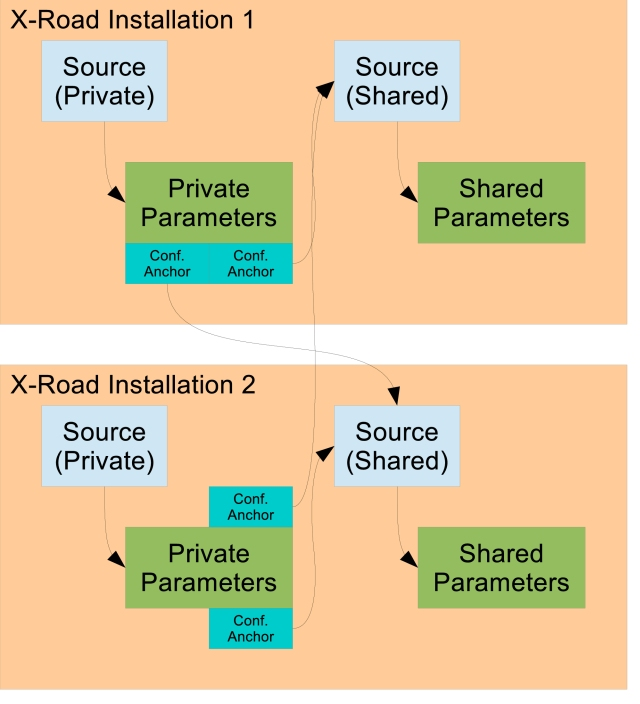 X-Road Installation 1
Source
(Private)
Source
(Shared)
Private
Parameters
Shared
Parameters
Conf.
Anchor
Conf.
Anchor
X-Road Installation 2
Source
(Private)
Source
(Shared)
Conf.
Anchor
Private
Parameters
Shared
Parameters
Conf.
Anchor